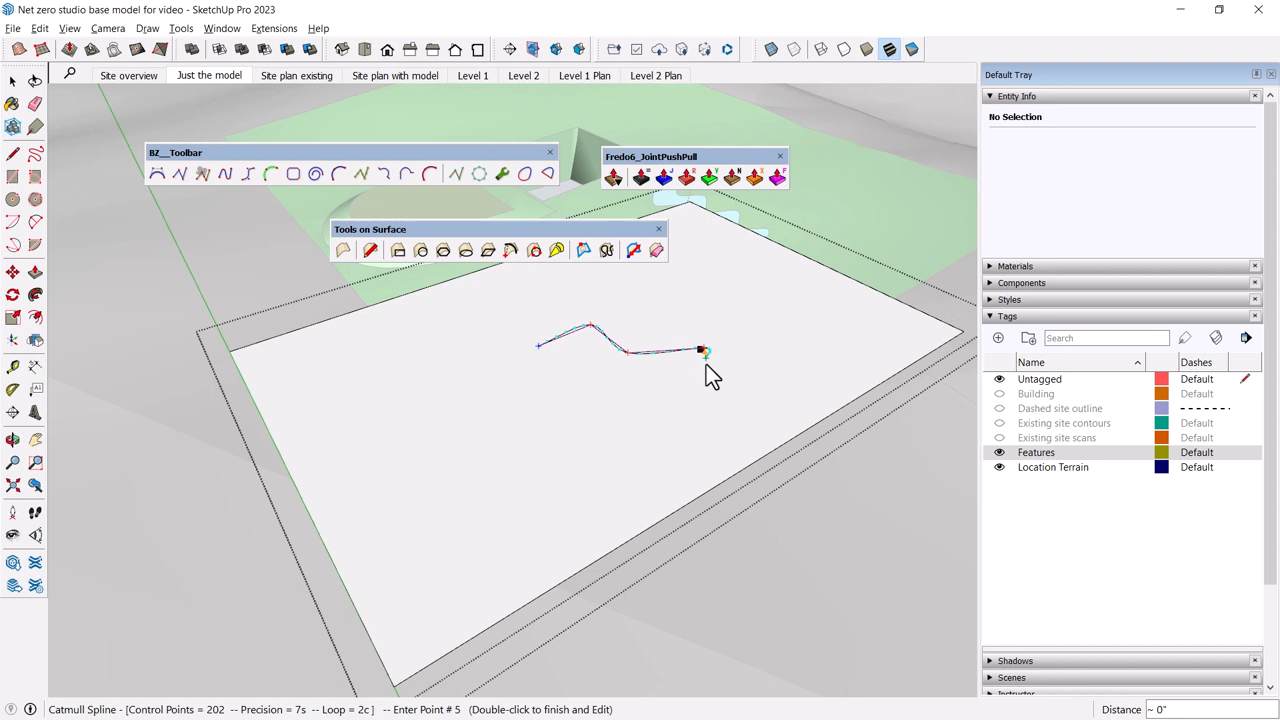 Net zero studio base model for video - SketchUp Pro 2023
File Edit View Camera Draw Tools Window Extensions Help
Site overview Just the model Site plan existing Site plan with model Level 1 Level 2 Level 1 Plan Level 2 Plan
BZ__Toolbar
Fredo6_JointPushPull
Tools on Surface
Default Tray
Entity Info
No Selection
Materials
Components
Styles
Tags
Search
Name Dashes
Untagged Default
Building Default
Dashed site outline
Existing site contours Default
Existing site scans Default
Features Default
Location Terrain Default
Shadows
Scenes
Catmull Spline - [Control Points = 202 -- Precision = 7s -- Loop = 2c ] -- Enter Point # 5 (Double-click to finish and Edit)
Distance ~ 0"